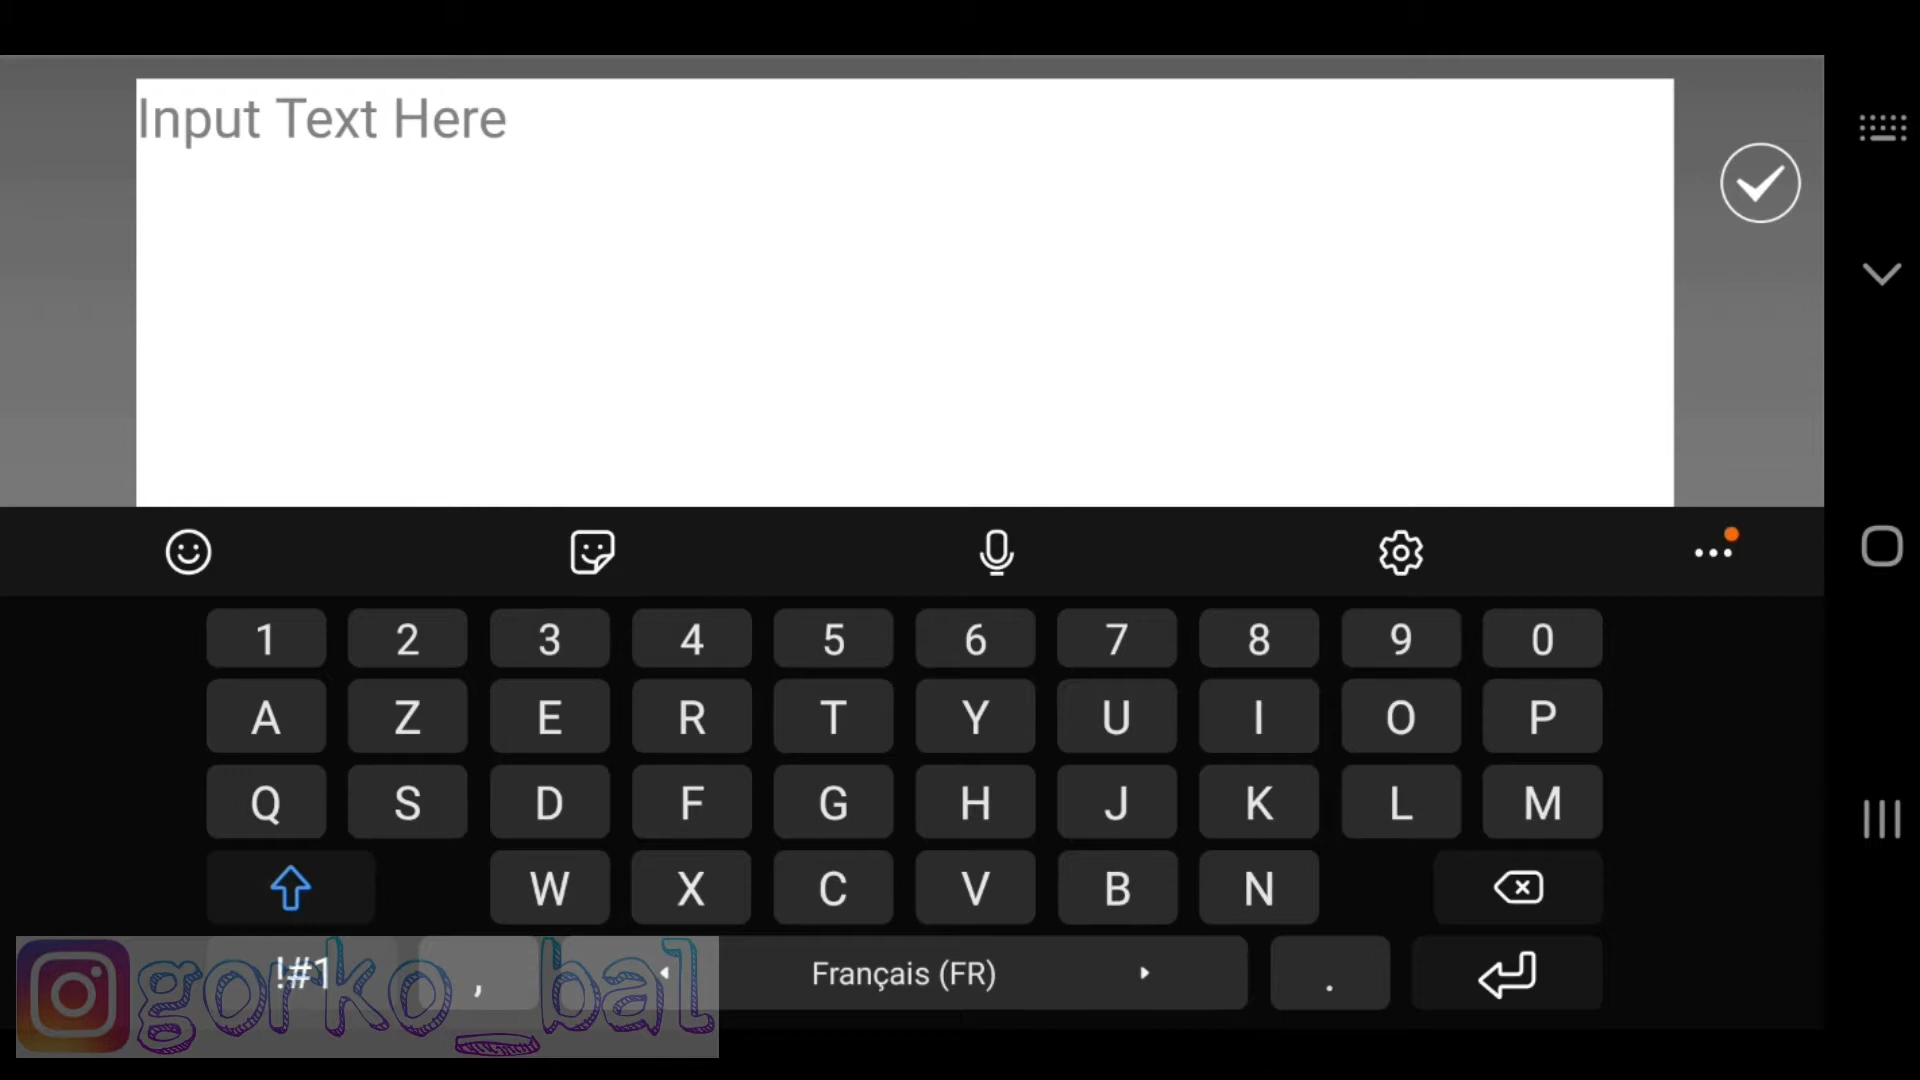 Input Text Here
1 2 3 4 5 6 7 8 9 0
A Z E R T Y U I O P
Q S D F G H J K L M
W X C V B N
!#1 , Français (FR) .
gorko_bal